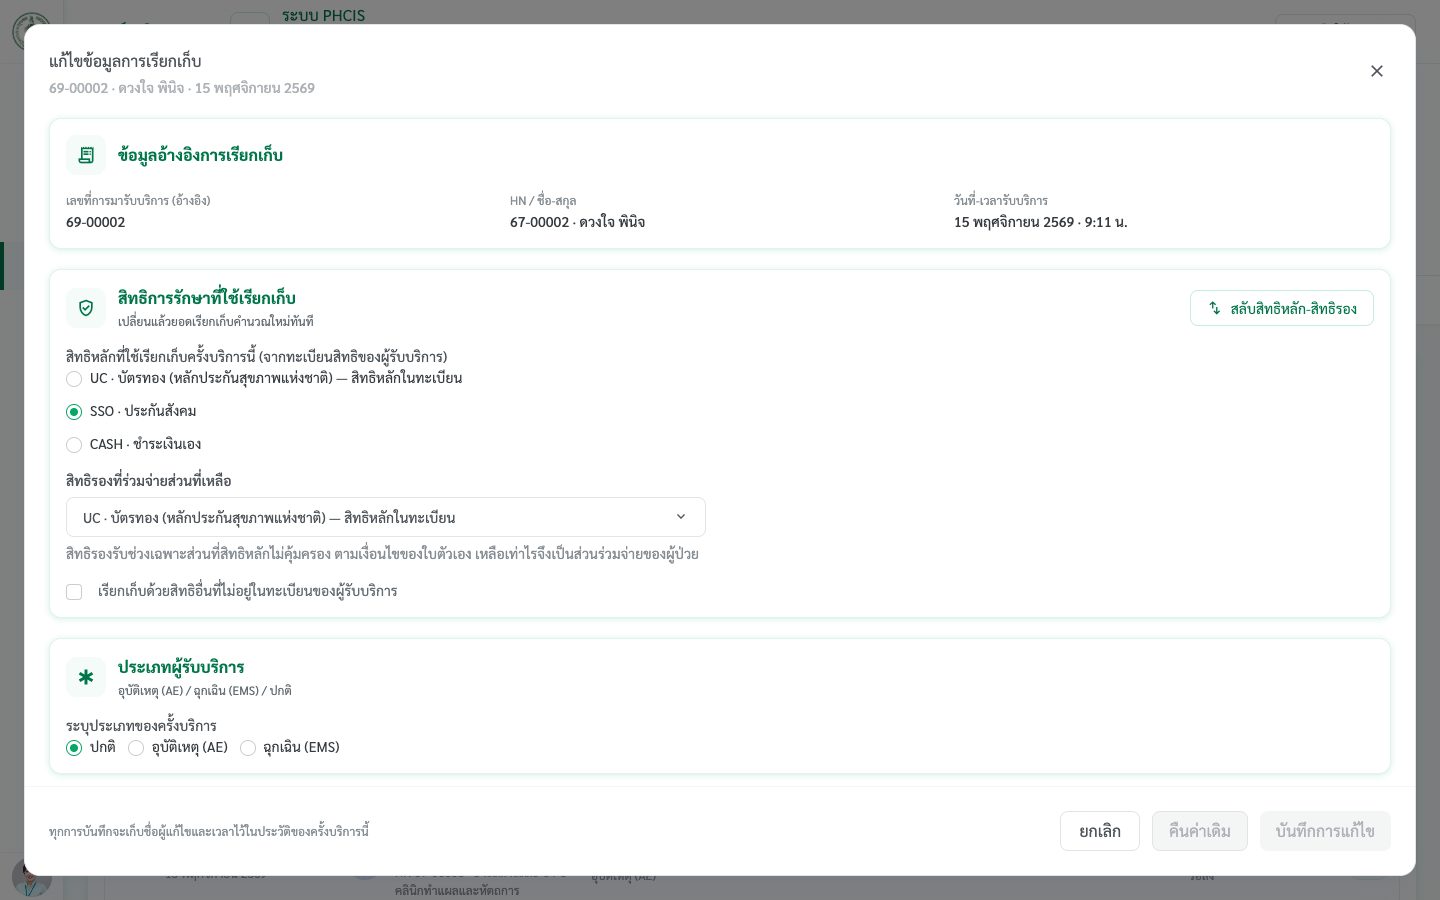 ระบบ PHCIS
แก้ไขข้อมูลการเรียกเก็บ
69-00002 · ดวงใจ พินิจ · 15 พฤศจิกายน 2569
ข้อมูลอ้างอิงการเรียกเก็บ
เลขที่การมารับบริการ (อ้างอิง)
69-00002
HN / ชื่อ-สกุล
67-00002 · ดวงใจ พินิจ
วันที่-เวลารับบริการ
15 พฤศจิกายน 2569 · 9:11 น.
สิทธิการรักษาที่ใช้เรียกเก็บ
เปลี่ยนแล้วยอดเรียกเก็บคำนวณใหม่ทันที
สลับสิทธิหลัก-สิทธิรอง
สิทธิหลักที่ใช้เรียกเก็บครั้งบริการนี้ (จากทะเบียนสิทธิของผู้รับบริการ)
UC · บัตรทอง (หลักประกันสุขภาพแห่งชาติ) — สิทธิหลักในทะเบียน
SSO · ประกันสังคม
CASH · ชำระเงินเอง
สิทธิรองที่ร่วมจ่ายส่วนที่เหลือ
UC · บัตรทอง (หลักประกันสุขภาพแห่งชาติ) — สิทธิหลักในทะเบียน
สิทธิรองรับช่วงเฉพาะส่วนที่สิทธิหลักไม่คุ้มครอง ตามเงื่อนไขของใบตัวเอง เหลือเท่าไรจึงเป็นส่วนร่วมจ่ายของผู้ป่วย
เรียกเก็บด้วยสิทธิอื่นที่ไม่อยู่ในทะเบียนของผู้รับบริการ
ประเภทผู้รับบริการ
อุบัติเหตุ (AE) / ฉุกเฉิน (EMS) / ปกติ
ระบุประเภทของครั้งบริการ
ปกติ
อุบัติเหตุ (AE)
ฉุกเฉิน (EMS)
ทุกการบันทึกจะเก็บชื่อผู้แก้ไขและเวลาไว้ในประวัติของครั้งบริการนี้
ยกเลิก
คืนค่าเดิม
บันทึกการแก้ไข
คลินิกทำแผลและหัตถการ